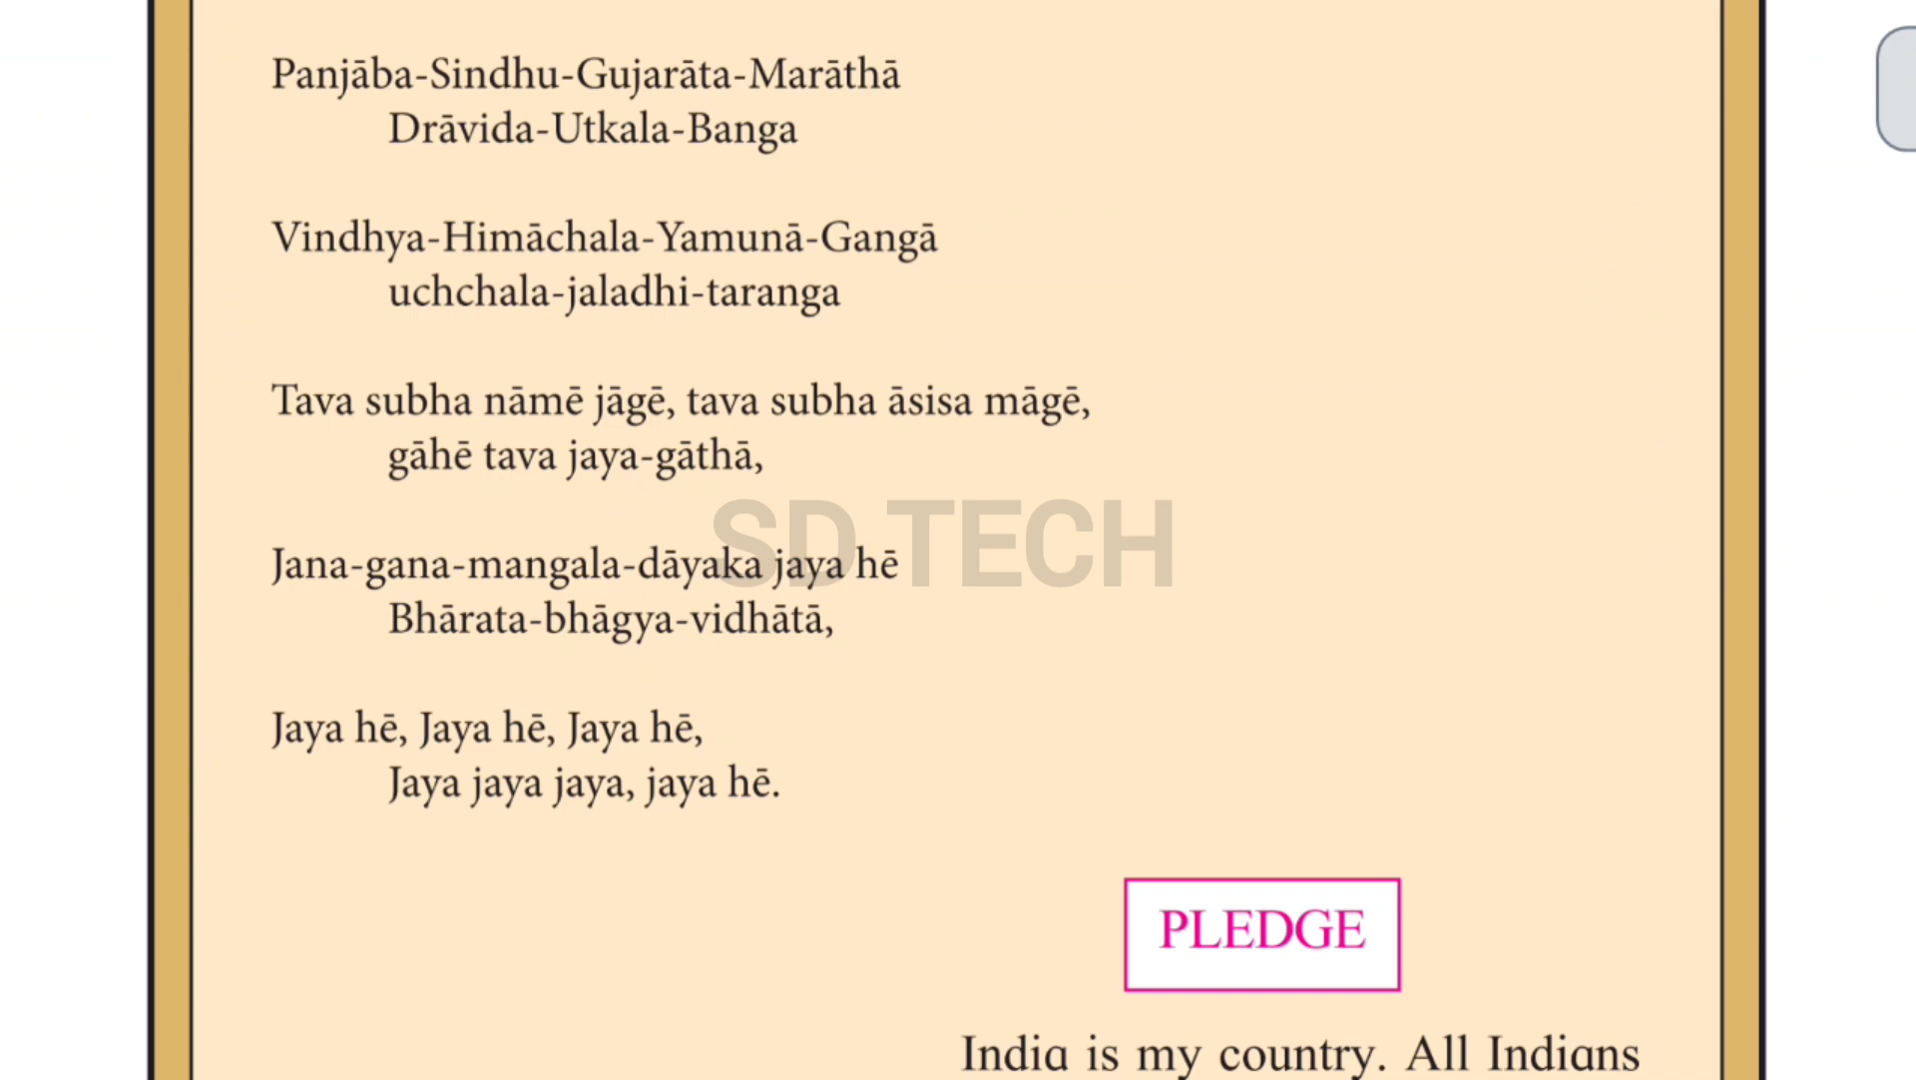 Panjāba-Sindhu-Gujarāta-Marāthā
Drāvida-Utkala-Banga
Vindhya-Himāchala-Yamunā-Gangā
uchchala-jaladhi-taranga
Tava subha nāmē jāgē, tava subha āsisa māgē,
gāhē tava jaya-gāthā,
SD TECH
Jana-gana-mangala-dāyaka jaya hē
Bhārata-bhāgya-vidhātā,
Jaya hē, Jaya hē, Jaya hē,
Jaya jaya jaya, jaya hē.
PLEDGE
India is my country. All Indians